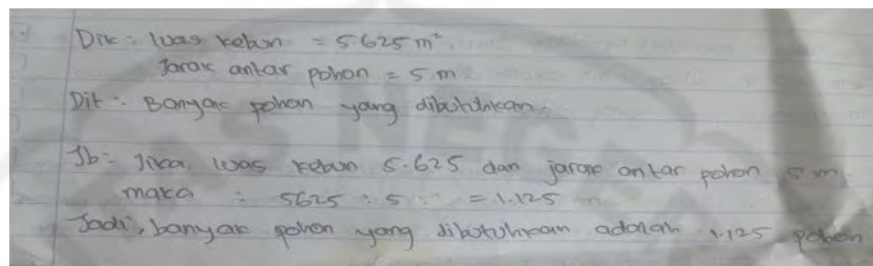 Dik : luas kebun = 5.625 m²
Jarak antar pohon = 5 m
Dit : Banyak pohon yang dibutuhkan.
Jb : Jika luas kebun 5.625 dan jarak antar pohon 5 m,
maka : 5625 : 5 = 1.125
Jadi, banyak pohon yang dibutuhkan adalah 1.125 pohon